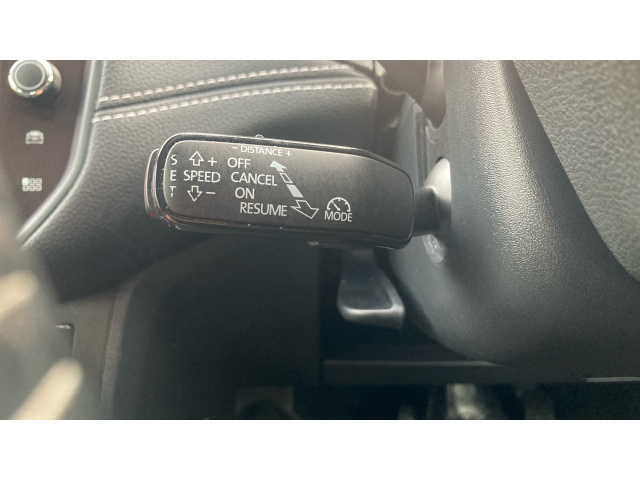 - DISTANCE +
S + OFF
E SPEED CANCEL
T - ON
RESUME
MODE